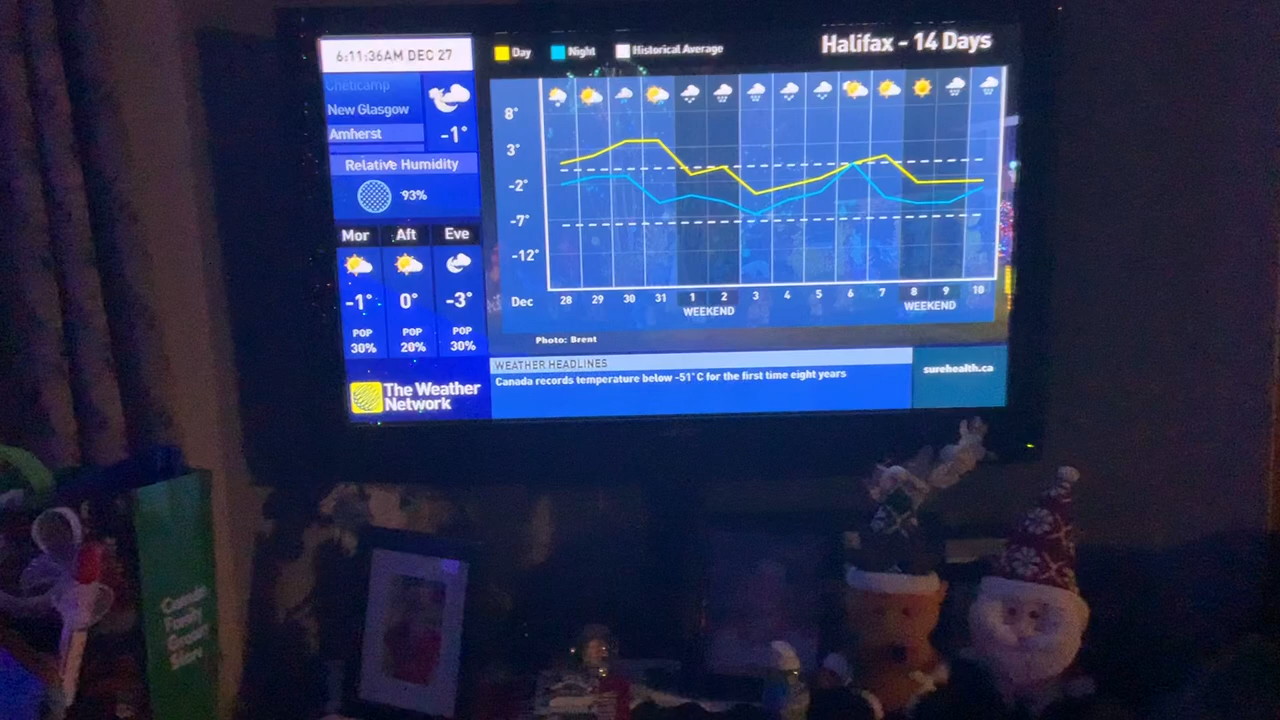 6:11:36AM DEC 27
Cheticamp
New Glasgow
Amherst
-1°
Relative Humidity
93%
Mor Aft Eve
-1° 0° -3°
POP POP POP
30% 20% 30%
The Weather
Network
Day Night Historical Average
Halifax - 14 Days
8°
3°
-2°
-7°
-12°
Dec 28 29 30 31 1 2 3 4 5 6 7 8 9 10
WEEKEND WEEKEND
Photo: Brent
WEATHER HEADLINES
Canada records temperature below -51°C for the first time eight years
surehealth.ca